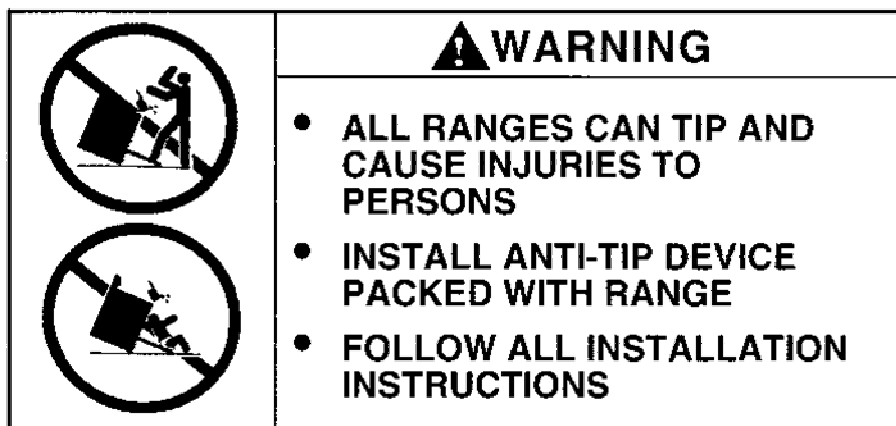 WARNING
• ALL RANGES CAN TIP AND
CAUSE INJURIES TO
PERSONS
• INSTALL ANTI-TIP DEVICE
PACKED WITH RANGE
• FOLLOW ALL INSTALLATION
INSTRUCTIONS